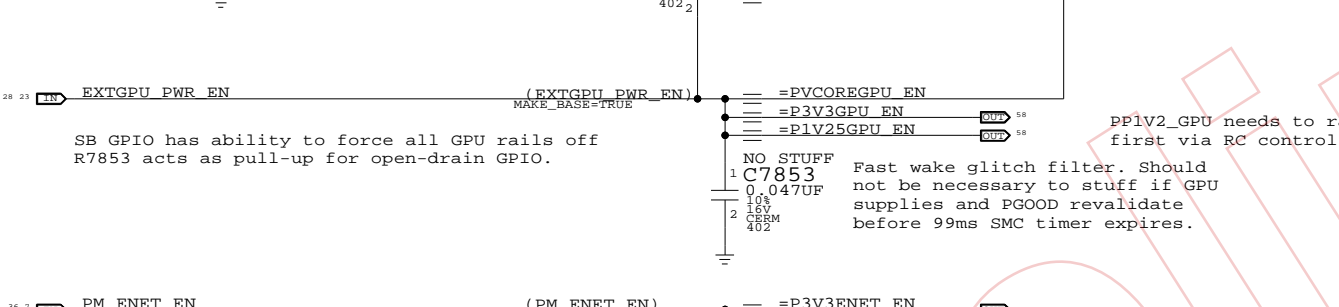 402 2
28 23 IN EXTGPU_PWR_EN (EXTGPU_PWR_EN) =PVCOREGPU_EN
MAKE_BASE=TRUE
=P3V3GPU_EN OUT 58
=P1V25GPU_EN OUT 58
SB GPIO has ability to force all GPU rails off
R7853 acts as pull-up for open-drain GPIO.
PP1V2_GPU needs to
first via RC control
NO STUFF
1 C7853
0.047UF
10%
16V
2 CERM
402
Fast wake glitch filter. Should
not be necessary to stuff if GPU
supplies and PGOOD revalidate
before 99ms SMC timer expires.
PM_ENET_EN (PM_ENET_EN) =P3V3ENET_EN